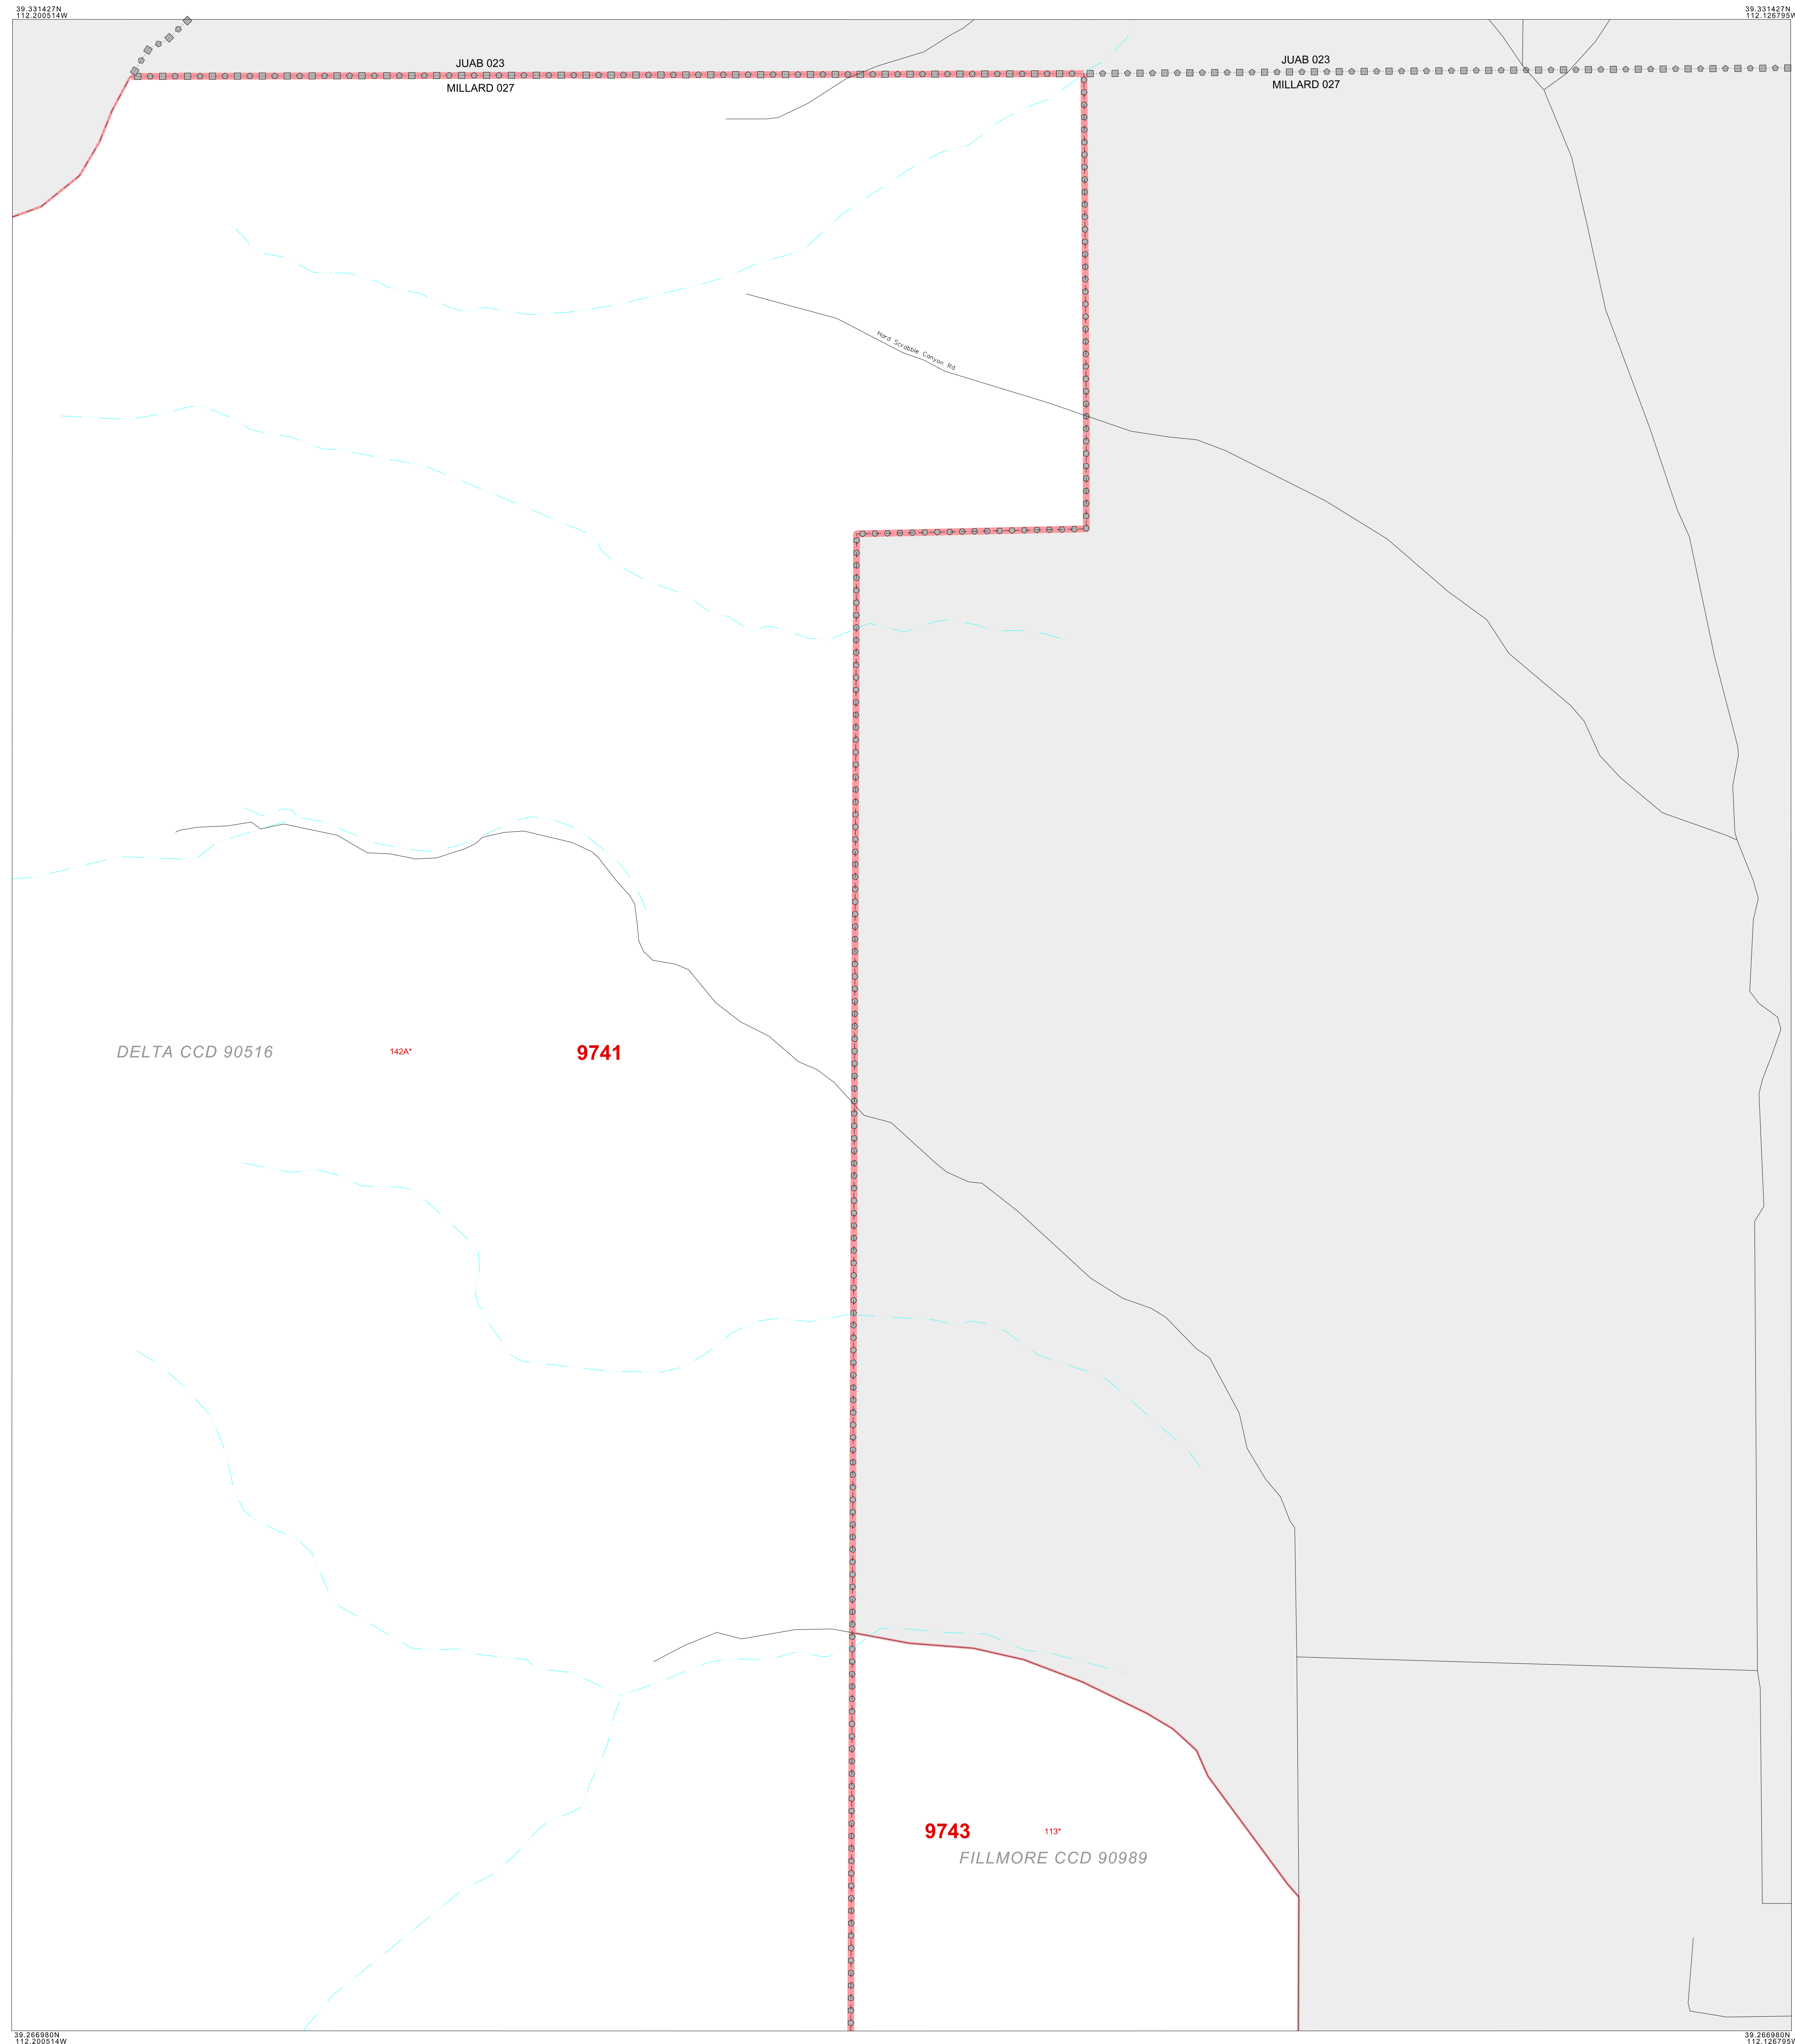 39.331427N
112.200514W
39.331427N
112.126795W
JUAB 023
MILLARD 027
JUAB 023
MILLARD 027
Hard Scrabble Canyon Rd
DELTA CCD 90516
142A*
9741
9743
113*
FILLMORE CCD 90989
39.266980N
112.200514W
39.266980N
112.126795W